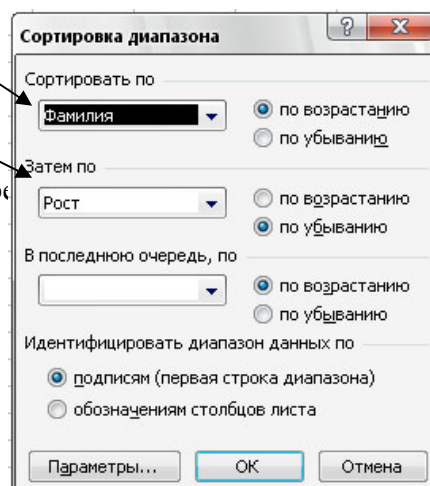 Сортировка диапазона
Сортировать по
Фамилия
по возрастанию
по убыванию
Затем по
Рост
по возрастанию
по убыванию
В последнюю очередь, по
по возрастанию
по убыванию
Идентифицировать диапазон данных по
подписям (первая строка диапазона)
обозначениям столбцов листа
Параметры...
ОК
Отмена